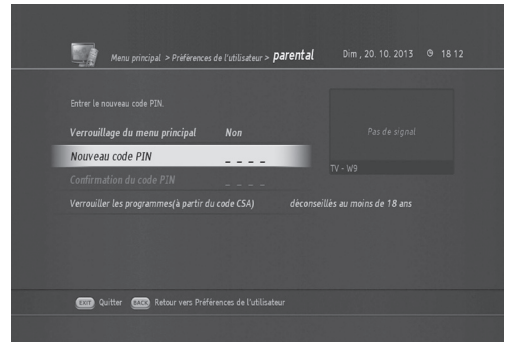 Menu principal > Préférences de l'utilisateur > parental Dim , 20. 10. 2013 18 12
Entrer le nouveau code PIN.
Verrouillage du menu principal Non
Pas de signal
Nouveau code PIN _ _ _ _
TV - W9
Confirmation du code PIN _ _ _ _
Verrouiller les programmes(à partir du code CSA) déconseillés au moins de 18 ans
EXIT Quitter BACK Retour vers Préférences de l'utilisateur